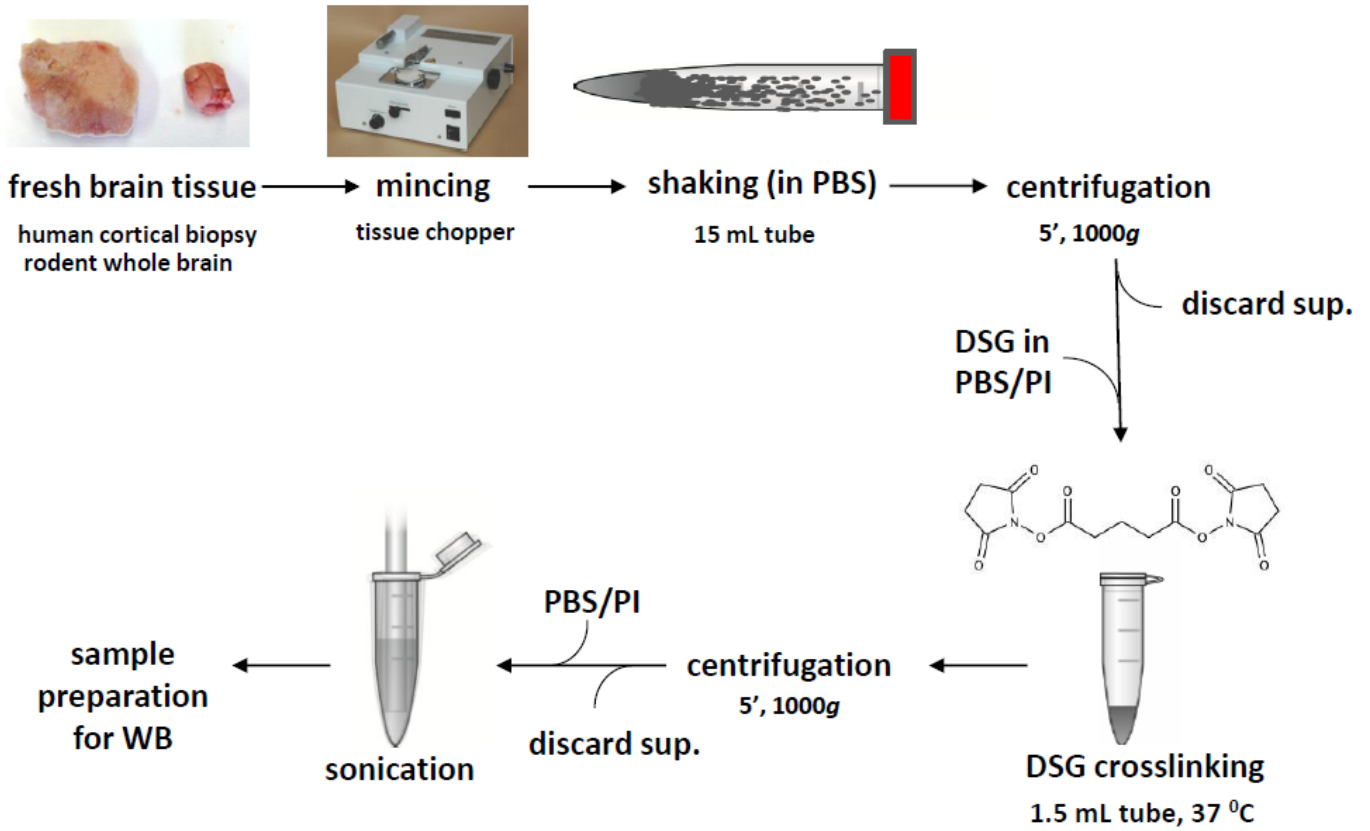 fresh brain tissue
human cortical biopsy
rodent whole brain
mincing
tissue chopper
shaking (in PBS)
15 mL tube
centrifugation
5’, 1000g
discard sup.
DSG in
PBS/PI
O
O
O
O
N
O
O
N
O
O
DSG crosslinking
1.5 mL tube, 37 ⁰C
centrifugation
5’, 1000g
PBS/PI
discard sup.
sonication
sample
preparation
for WB